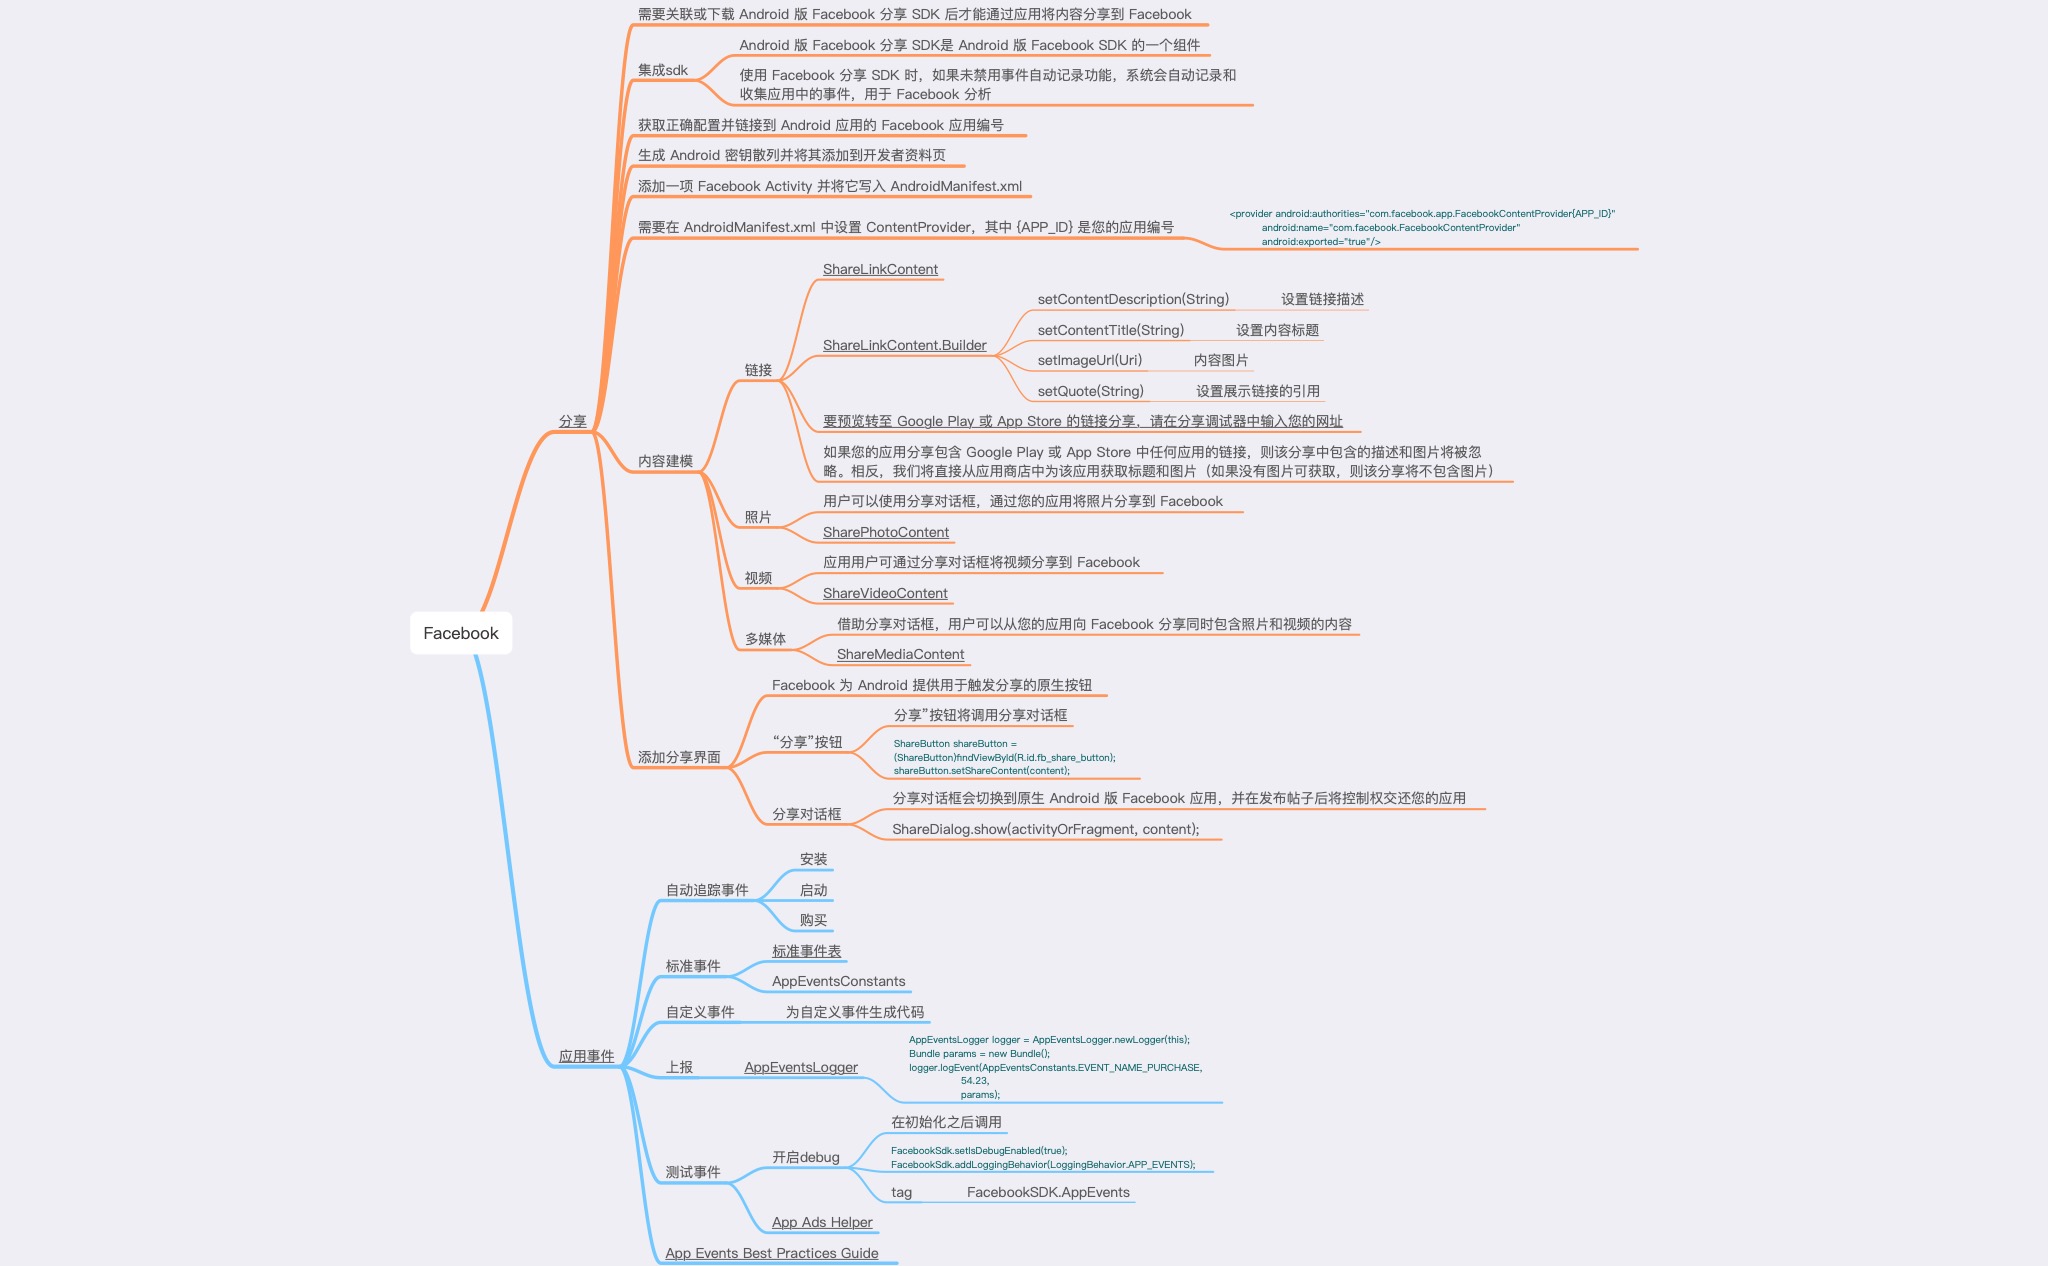 Facebook
分享
需要关联或下载 Android 版 Facebook 分享 SDK 后才能通过应用将内容分享到 Facebook
集成sdk
Android 版 Facebook 分享 SDK是 Android 版 Facebook SDK 的一个组件
使用 Facebook 分享 SDK 时，如果未禁用事件自动记录功能，系统会自动记录和
收集应用中的事件，用于 Facebook 分析
获取正确配置并链接到 Android 应用的 Facebook 应用编号
生成 Android 密钥散列并将其添加到开发者资料页
添加一项 Facebook Activity 并将它写入 AndroidManifest.xml
需要在 AndroidManifest.xml 中设置 ContentProvider，其中 {APP_ID} 是您的应用编号
<provider android:authorities="com.facebook.app.FacebookContentProvider{APP_ID}"
android:name="com.facebook.FacebookContentProvider"
android:exported="true"/>
内容建模
链接
ShareLinkContent
ShareLinkContent.Builder
setContentDescription(String)
设置链接描述
setContentTitle(String)
设置内容标题
setImageUrl(Uri)
内容图片
setQuote(String)
设置展示链接的引用
要预览转至 Google Play 或 App Store 的链接分享，请在分享调试器中输入您的网址
如果您的应用分享包含 Google Play 或 App Store 中任何应用的链接，则该分享中包含的描述和图片将被忽
略。相反，我们将直接从应用商店中为该应用获取标题和图片（如果没有图片可获取，则该分享将不包含图片）
照片
用户可以使用分享对话框，通过您的应用将照片分享到 Facebook
SharePhotoContent
视频
应用用户可通过分享对话框将视频分享到 Facebook
ShareVideoContent
多媒体
借助分享对话框，用户可以从您的应用向 Facebook 分享同时包含照片和视频的内容
ShareMediaContent
添加分享界面
Facebook 为 Android 提供用于触发分享的原生按钮
“分享”按钮
分享”按钮将调用分享对话框
ShareButton shareButton =
(ShareButton)findViewById(R.id.fb_share_button);
shareButton.setShareContent(content);
分享对话框
分享对话框会切换到原生 Android 版 Facebook 应用，并在发布帖子后将控制权交还您的应用
ShareDialog.show(activityOrFragment, content);
应用事件
自动追踪事件
安装
启动
购买
标准事件
标准事件表
AppEventsConstants
自定义事件
为自定义事件生成代码
上报
AppEventsLogger
AppEventsLogger logger = AppEventsLogger.newLogger(this);
Bundle params = new Bundle();
logger.logEvent(AppEventsConstants.EVENT_NAME_PURCHASE,
54.23,
params);
测试事件
开启debug
在初始化之后调用
FacebookSdk.setIsDebugEnabled(true);
FacebookSdk.addLoggingBehavior(LoggingBehavior.APP_EVENTS);
tag
FacebookSDK.AppEvents
App Ads Helper
App Events Best Practices Guide